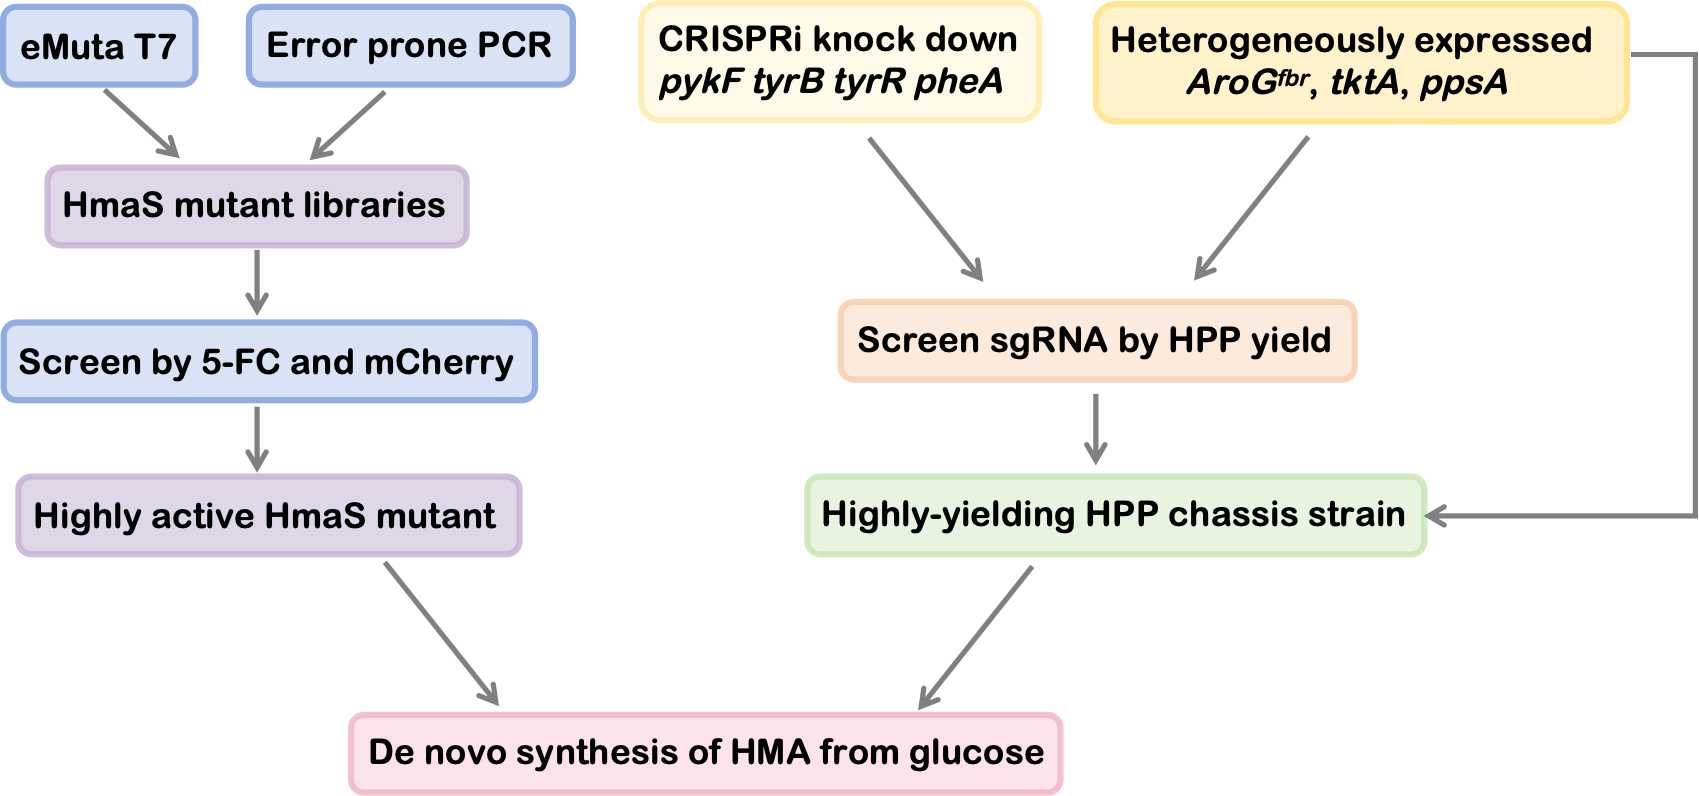 eMuta T7
Error prone PCR
CRISPRi knock down
pykF tyrB tyrR pheA
Heterogeneously expressed
AroGfbr, tktA, ppsA
HmaS mutant libraries
Screen by 5-FC and mCherry
Screen sgRNA by HPP yield
Highly active HmaS mutant
Highly-yielding HPP chassis strain
De novo synthesis of HMA from glucose